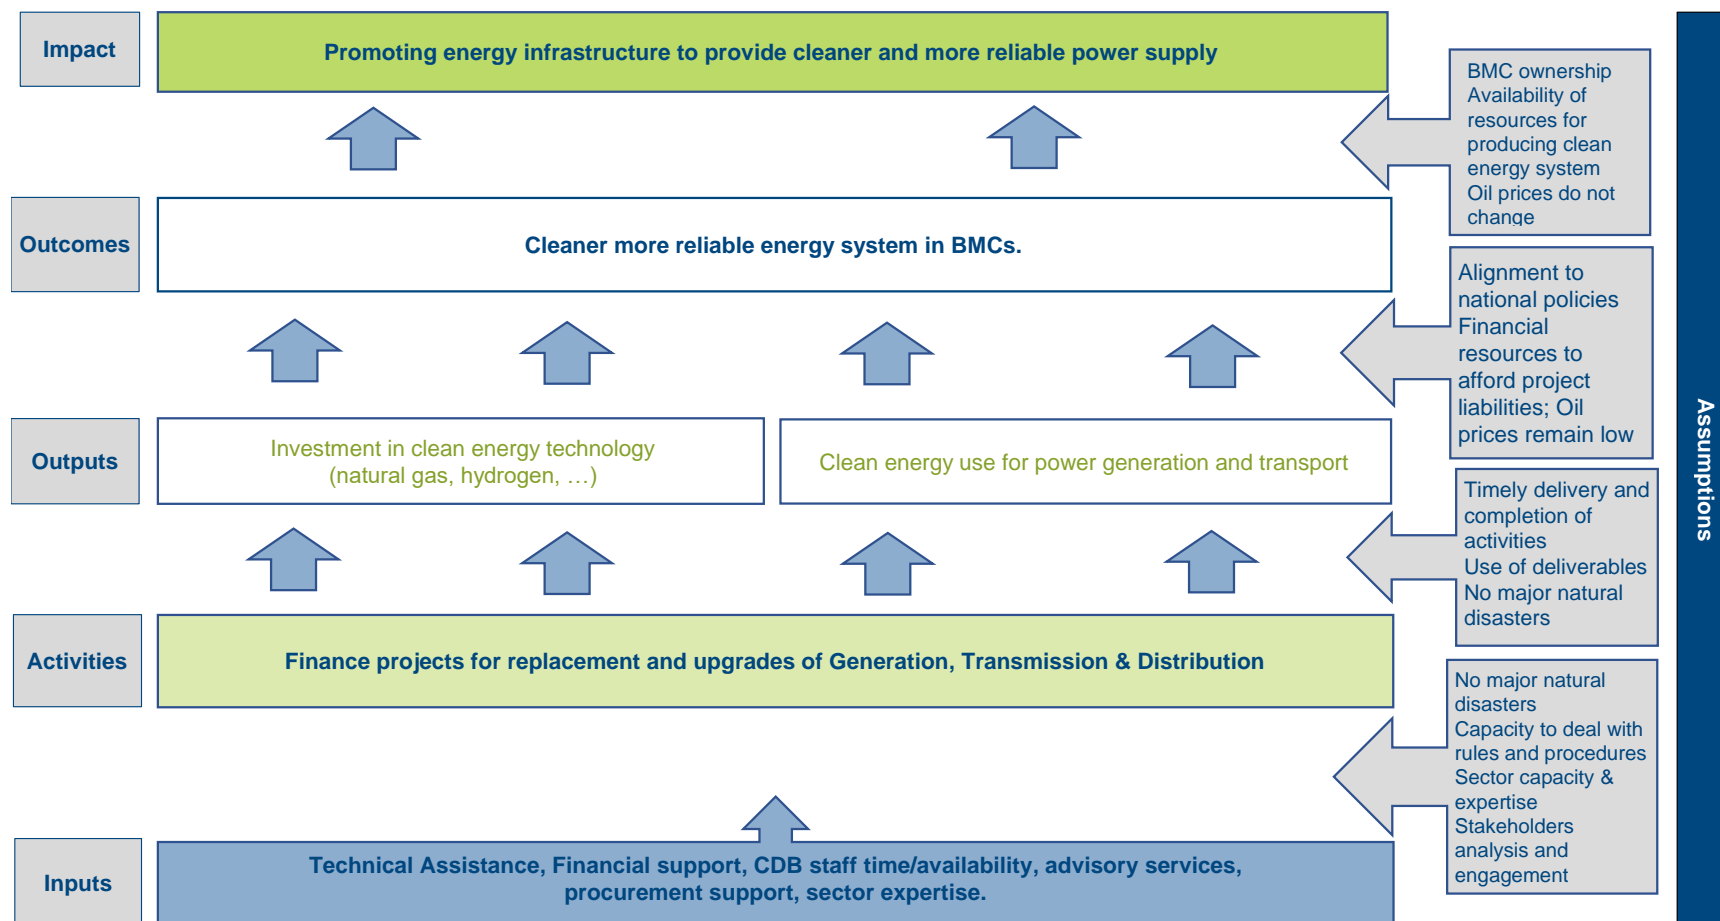 Impact
Promoting energy infrastructure to provide cleaner and more reliable power supply
BMC ownership
Availability of
resources for
producing clean
energy system
Oil prices do not
change
Outcomes
Cleaner more reliable energy system in BMCs.
Alignment to
national policies
Financial
resources to
afford project
liabilities; Oil
prices remain low
Outputs
Investment in clean energy technology
(natural gas, hydrogen, …)
Clean energy use for power generation and transport
Timely delivery and
completion of
activities
Use of deliverables
No major natural
disasters
Activities
Finance projects for replacement and upgrades of Generation, Transmission & Distribution
No major natural
disasters
Capacity to deal with
rules and procedures
Sector capacity &
expertise
Stakeholders
analysis and
engagement
Inputs
Technical Assistance, Financial support, CDB staff time/availability, advisory services,
procurement support, sector expertise.
Assumptions